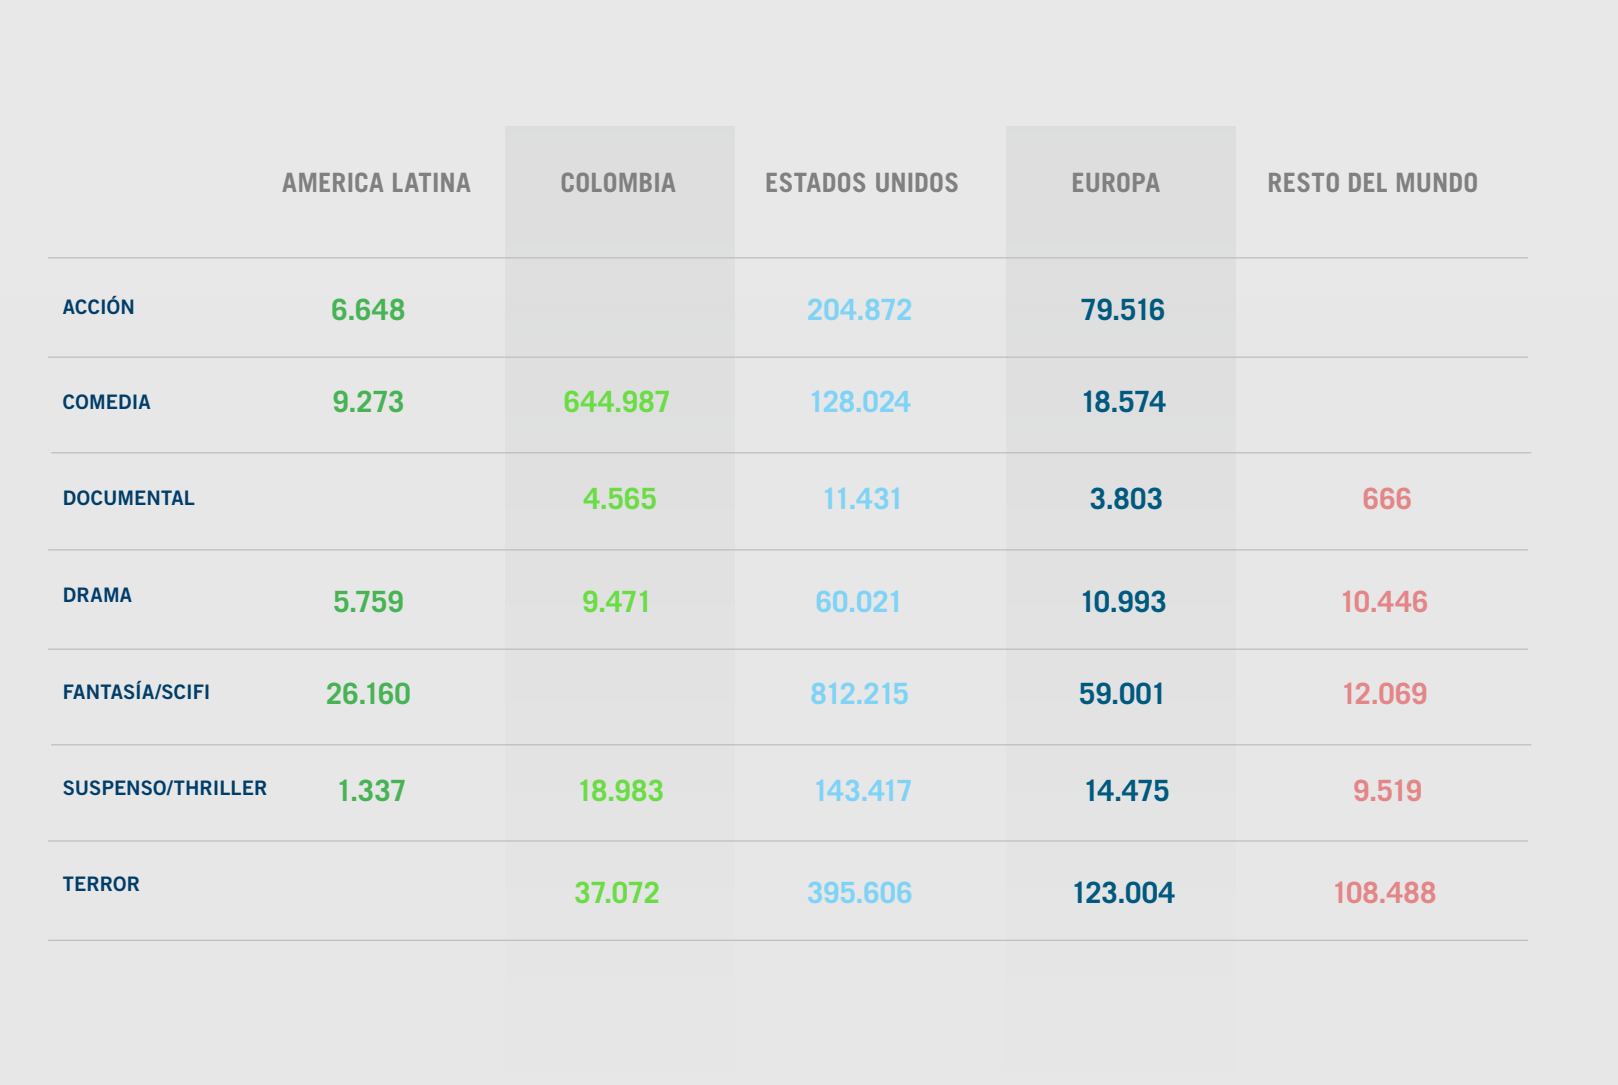 AMERICA LATINA COLOMBIA ESTADOS UNIDOS EUROPA RESTO DEL MUNDO
ACCIÓN 6.648 204.872 79.516
COMEDIA 9.273 644.987 128.024 18.574
DOCUMENTAL 4.565 11.431 3.803 666
DRAMA 5.759 9.471 60.021 10.993 10.446
FANTASÍA/SCIFI 26.160 812.215 59.001 12.069
SUSPENSO/THRILLER 1.337 18.983 143.417 14.475 9.519
TERROR 37.072 395.606 123.004 108.488